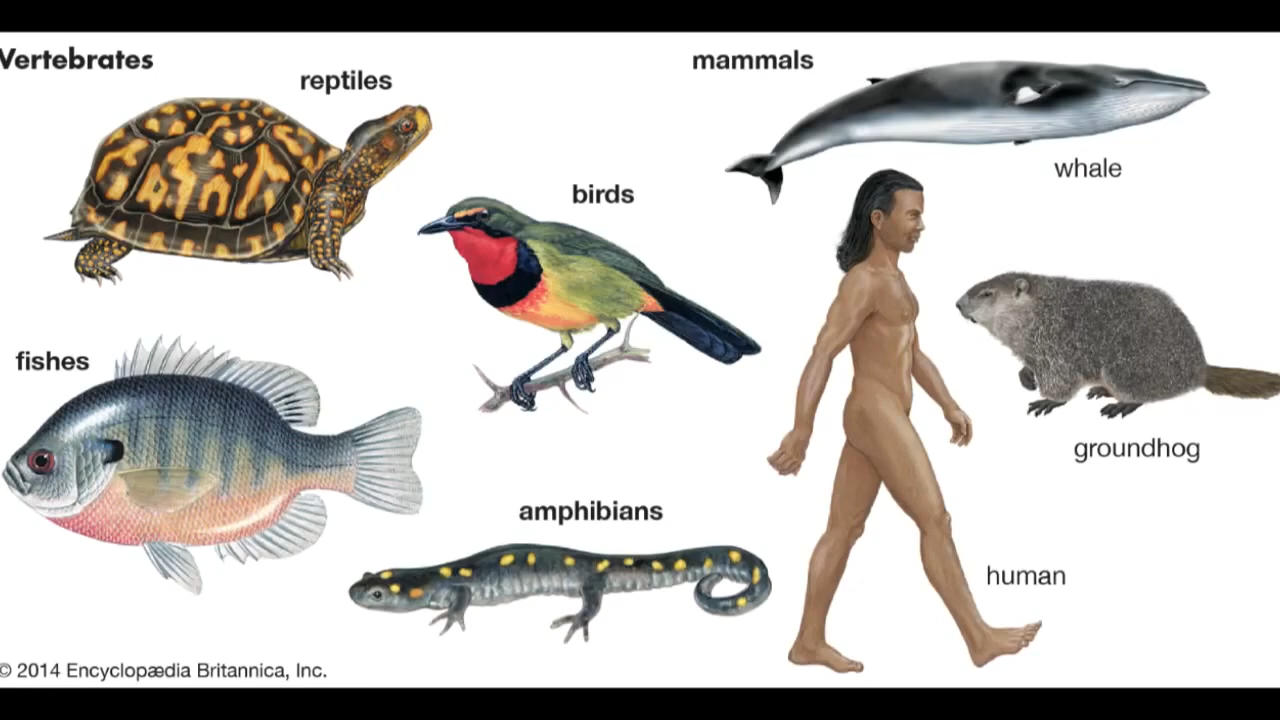 Vertebrates
reptiles
mammals
whale
birds
fishes
groundhog
amphibians
human
© 2014 Encyclopædia Britannica, Inc.